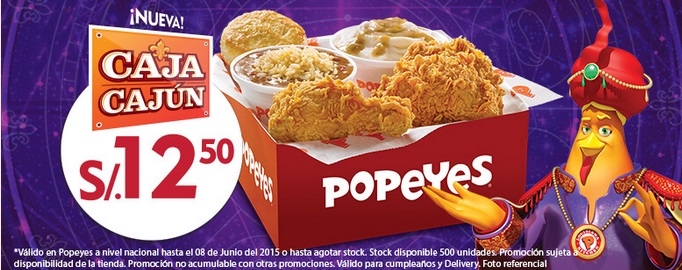 ¡NUEVA!
CAJA
CAJÚN
S/.12.50
POPEYES
*Válido en Popeyes a nivel nacional hasta el 08 de Junio del 2015 o hasta agotar stock. Stock disponible 500 unidades. Promoción sujeta a
disponibilidad de la tienda. Promoción no acumulable con otras promociones. Válido para cumpleaños y Delivery. Foto referencial